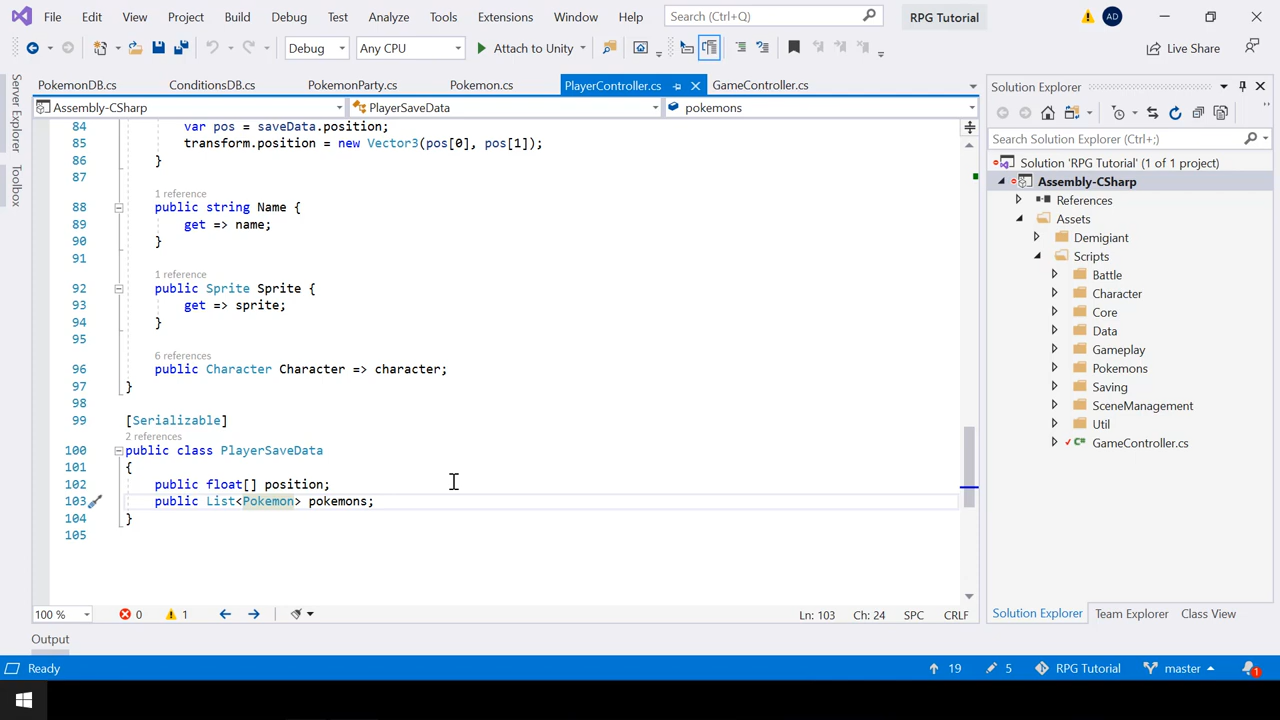 File Edit View Project Build Debug Test Analyze Tools Extensions Window Help Search (Ctrl+Q) RPG Tutorial AD
Debug Any CPU Attach to Unity Live Share
Server Explorer
Toolbox
PokemonDB.cs ConditionsDB.cs PokemonParty.cs Pokemon.cs PlayerController.cs GameController.cs
Assembly-CSharp PlayerSaveData pokemons
84 var pos = saveData.position;
85 transform.position = new Vector3(pos[0], pos[1]);
86 }
87
1 reference
88 public string Name {
89 get => name;
90 }
91
1 reference
92 public Sprite Sprite {
93 get => sprite;
94 }
95
6 references
96 public Character Character => character;
97 }
98
99 [Serializable]
2 references
100 public class PlayerSaveData
101 {
102 public float[] position;
103 public List<Pokemon> pokemons;
104 }
105
100 % 0 1 Ln: 103 Ch: 24 SPC CRLF
Output
Solution Explorer
Search Solution Explorer (Ctrl+;)
Solution 'RPG Tutorial' (1 of 1 project)
Assembly-CSharp
References
Assets
Demigiant
Scripts
Battle
Character
Core
Data
Gameplay
Pokemons
Saving
SceneManagement
Util
GameController.cs
Solution Explorer Team Explorer Class View
Ready 19 5 RPG Tutorial master 1